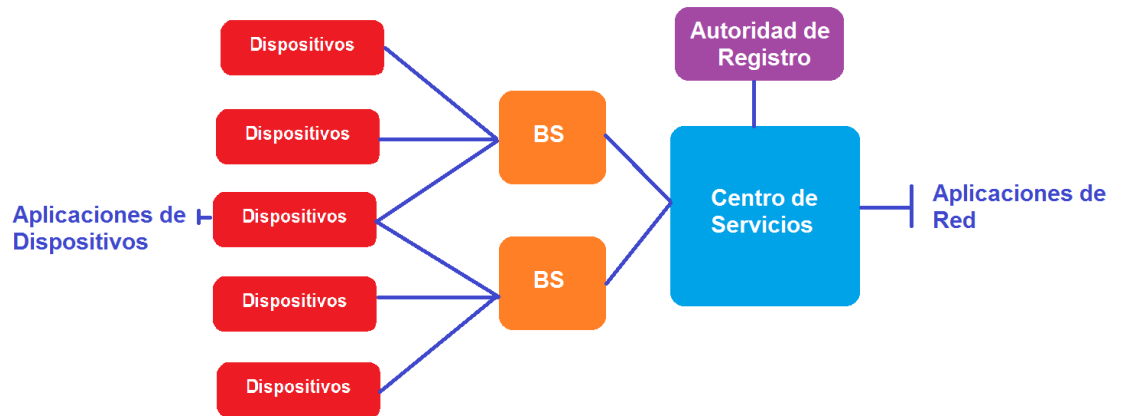 Autoridad de
Registro
Dispositivos
Dispositivos
BS
Aplicaciones de
Dispositivos
Dispositivos
Centro de
Servicios
Aplicaciones de
Red
BS
Dispositivos
Dispositivos